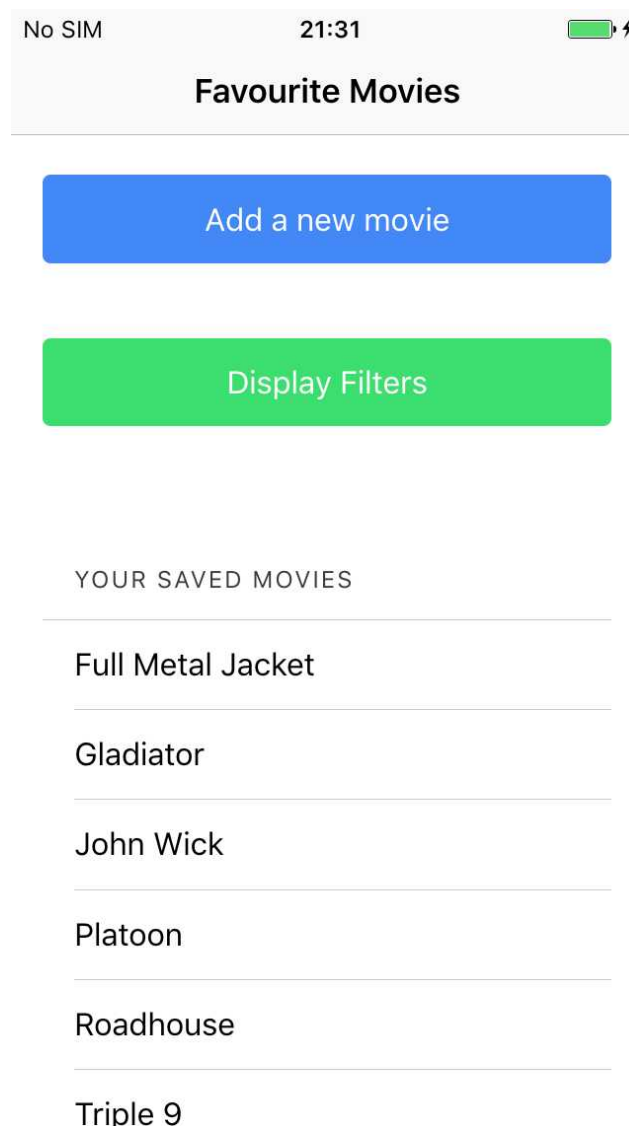 No SIM 21:31
Favourite Movies
Add a new movie
Display Filters
YOUR SAVED MOVIES
Full Metal Jacket
Gladiator
John Wick
Platoon
Roadhouse
Triple 9